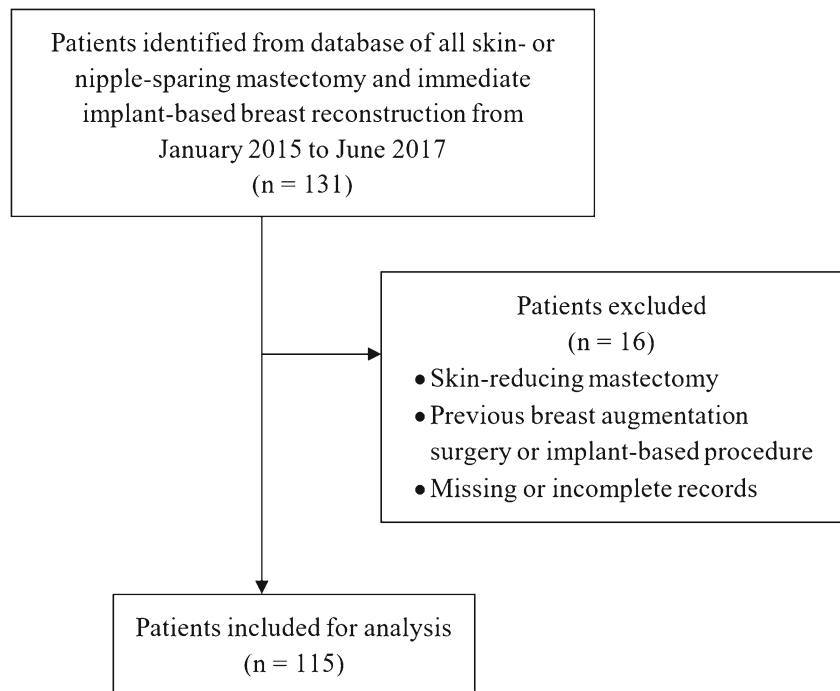 Patients identified from database of all skin- or
nipple-sparing mastectomy and immediate
implant-based breast reconstruction from
January 2015 to June 2017
(n = 131)
Patients excluded
(n = 16)
• Skin-reducing mastectomy
• Previous breast augmentation
surgery or implant-based procedure
• Missing or incomplete records
Patients included for analysis
(n = 115)